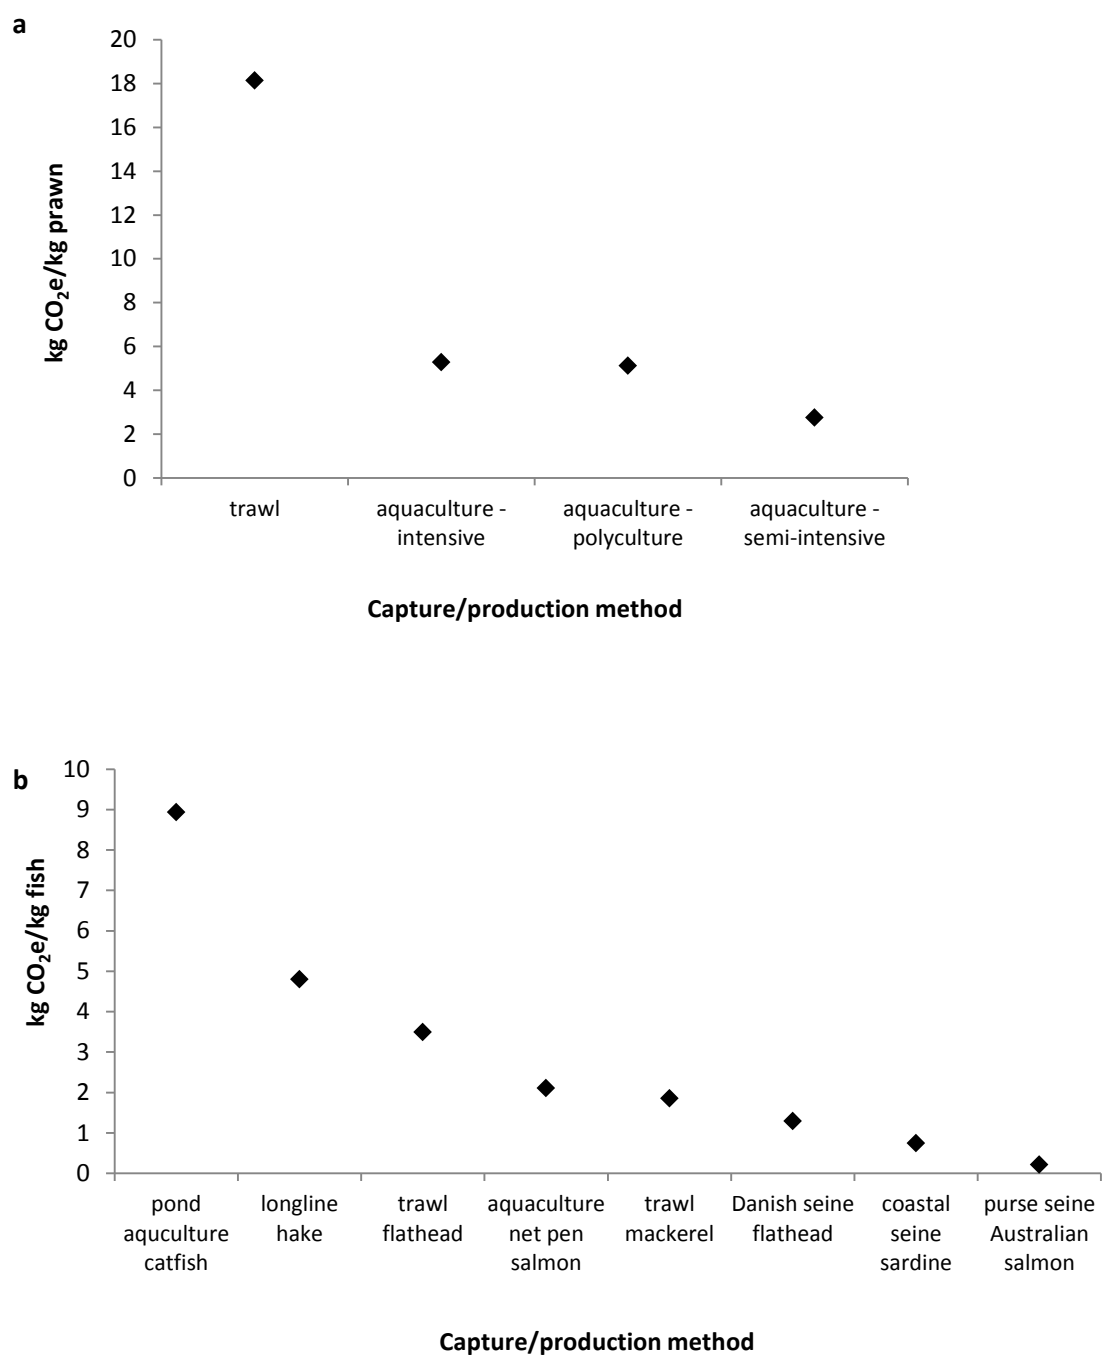 a
20
18
16
14
12
10
8
6
4
2
0
kg CO₂e/kg prawn
trawl
aquaculture -
intensive
aquaculture -
polyculture
aquaculture -
semi-intensive
Capture/production method
b
10
9
8
7
6
5
4
3
2
1
0
kg CO₂e/kg fish
pond
aquculture
catfish
longline
hake
trawl
flathead
aquaculture
net pen
salmon
trawl
mackerel
Danish seine
flathead
coastal
seine
sardine
purse seine
Australian
salmon
Capture/production method